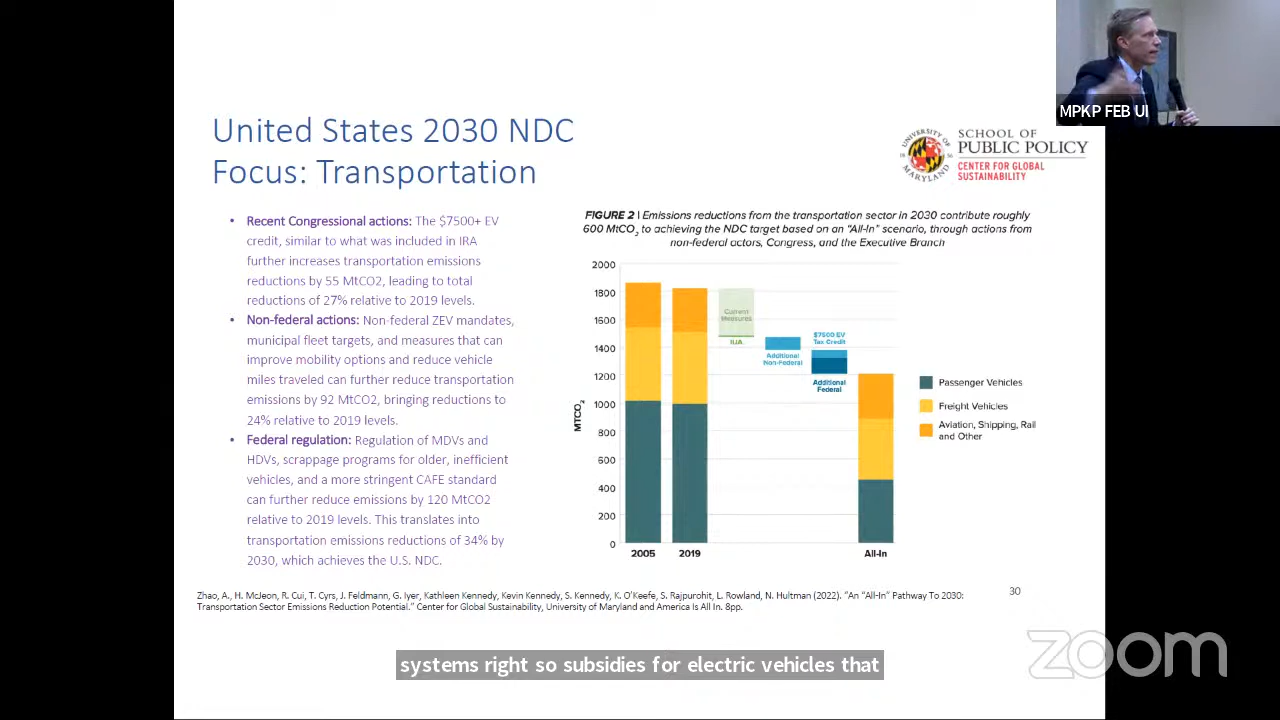 MPKP FEB UI
United States 2030 NDC
Focus: Transportation
UNIVERSITY OF MARYLAND
18 56
SCHOOL OF
PUBLIC POLICY
CENTER FOR GLOBAL
SUSTAINABILITY
• Recent Congressional actions: The $7500+ EV
credit, similar to what was included in IRA
further increases transportation emissions
reductions by 55 MtCO2, leading to total
reductions of 27% relative to 2019 levels.
• Non-federal actions: Non-federal ZEV mandates,
municipal fleet targets, and measures that can
improve mobility options and reduce vehicle
miles traveled can further reduce transportation
emissions by 92 MtCO2, bringing reductions to
24% relative to 2019 levels.
• Federal regulation: Regulation of MDVs and
HDVs, scrappage programs for older, inefficient
vehicles, and a more stringent CAFE standard
can further reduce emissions by 120 MtCO2
relative to 2019 levels. This translates into
transportation emissions reductions of 34% by
2030, which achieves the U.S. NDC.
FIGURE 2 | Emissions reductions from the transportation sector in 2030 contribute roughly
600 MtCO₂ to achieving the NDC target based on an "All-In" scenario, through actions from
non-federal actors, Congress, and the Executive Branch
2000
1800
1600
1400
1200
1000
800
600
400
200
0
MTCO₂
Current
Measures
IIJA
Additional
Non-Federal
$7500 EV
Tax Credit
Additional
Federal
2005
2019
All-In
Passenger Vehicles
Freight Vehicles
Aviation, Shipping, Rail
and Other
Zhao, A., H. McJeon, R. Cui, T. Cyrs, J. Feldmann, G. Iyer, Kathleen Kennedy, Kevin Kennedy, S. Kennedy, K. O'Keefe, S. Rajpurohit, L. Rowland, N. Hultman (2022). "An "All-In" Pathway To 2030:
Transportation Sector Emissions Reduction Potential." Center for Global Sustainability, University of Maryland and America Is All In. 8pp.
30
systems right so subsidies for electric vehicles that
zoom